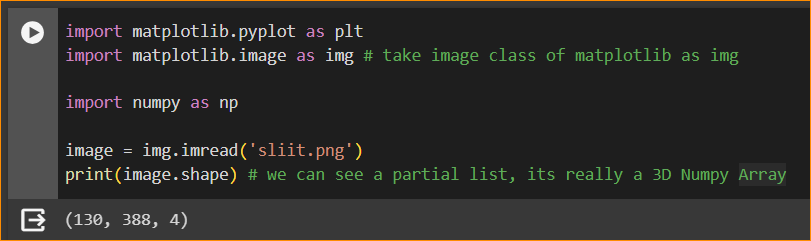 import matplotlib.pyplot as plt
import matplotlib.image as img # take image class of matplotlib as img
import numpy as np
image = img.imread('sliit.png')
print(image.shape) # we can see a partial list, its really a 3D Numpy Array
(130, 388, 4)